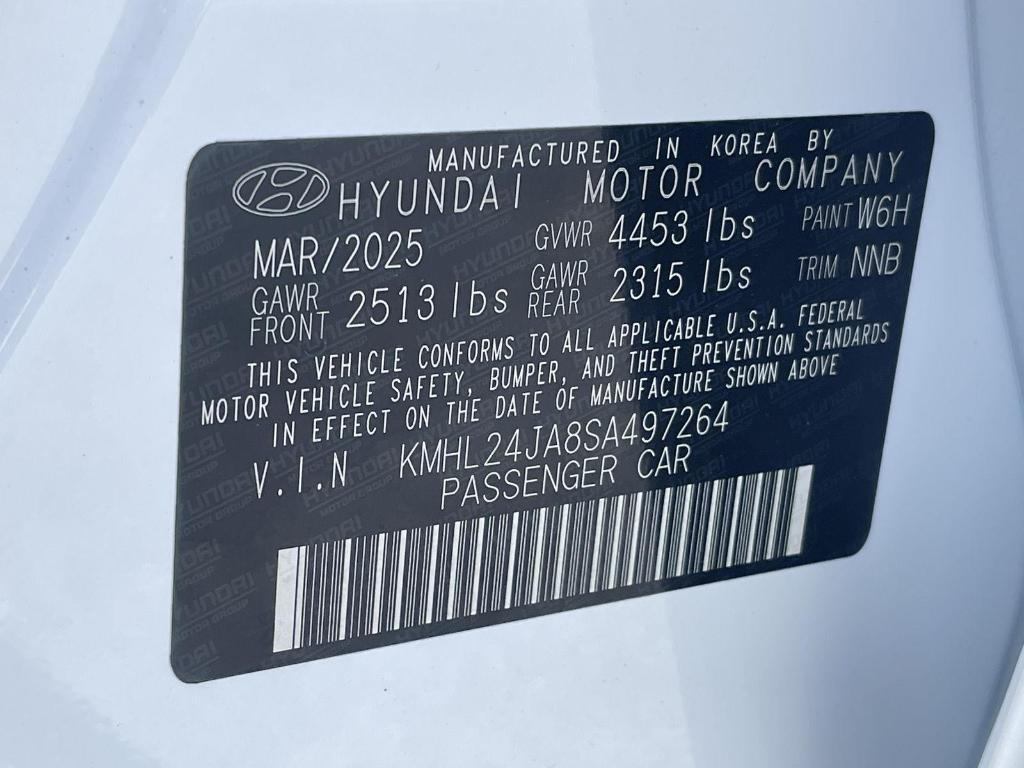 MANUFACTURED IN KOREA BY
HYUNDAI MOTOR COMPANY
MAR/2025 GVWR 4453 lbs PAINT W6H
GAWR FRONT 2513 lbs GAWR REAR 2315 lbs TRIM NNB
THIS VEHICLE CONFORMS TO ALL APPLICABLE U.S.A. FEDERAL
MOTOR VEHICLE SAFETY, BUMPER, AND THEFT PREVENTION STANDARDS
IN EFFECT ON THE DATE OF MANUFACTURE SHOWN ABOVE
V.I.N KMHL24JA8SA497264
PASSENGER CAR